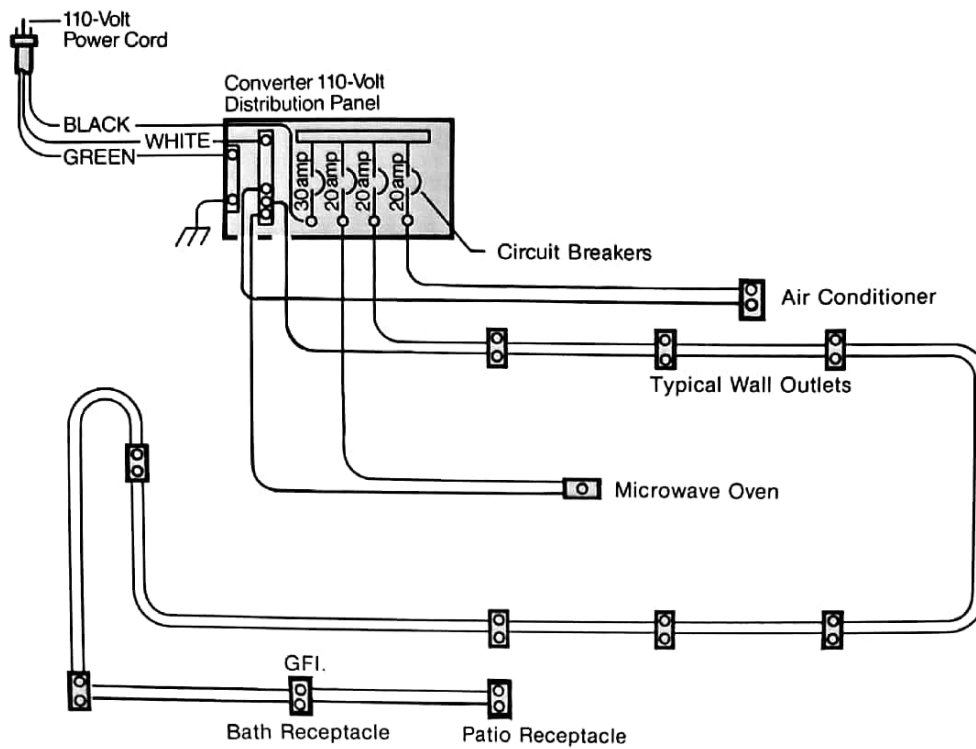 110-Volt
Power Cord
Converter 110-Volt
Distribution Panel
BLACK
WHITE
GREEN
30amp
20amp
20amp
20amp
Circuit Breakers
Air Conditioner
Typical Wall Outlets
Microwave Oven
GFI.
Bath Receptacle
Patio Receptacle